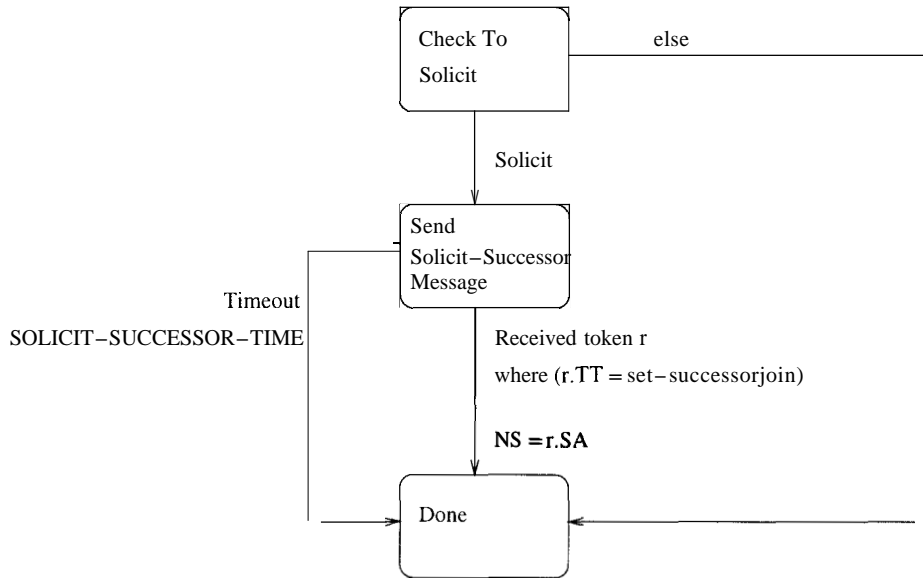 Check To
Solicit
else
Solicit
Send
Solicit-Successor
Message
Timeout
SOLICIT-SUCCESSOR-TIME
Received token r
where (r.TT = set-successorjoin)
NS = r.SA
Done